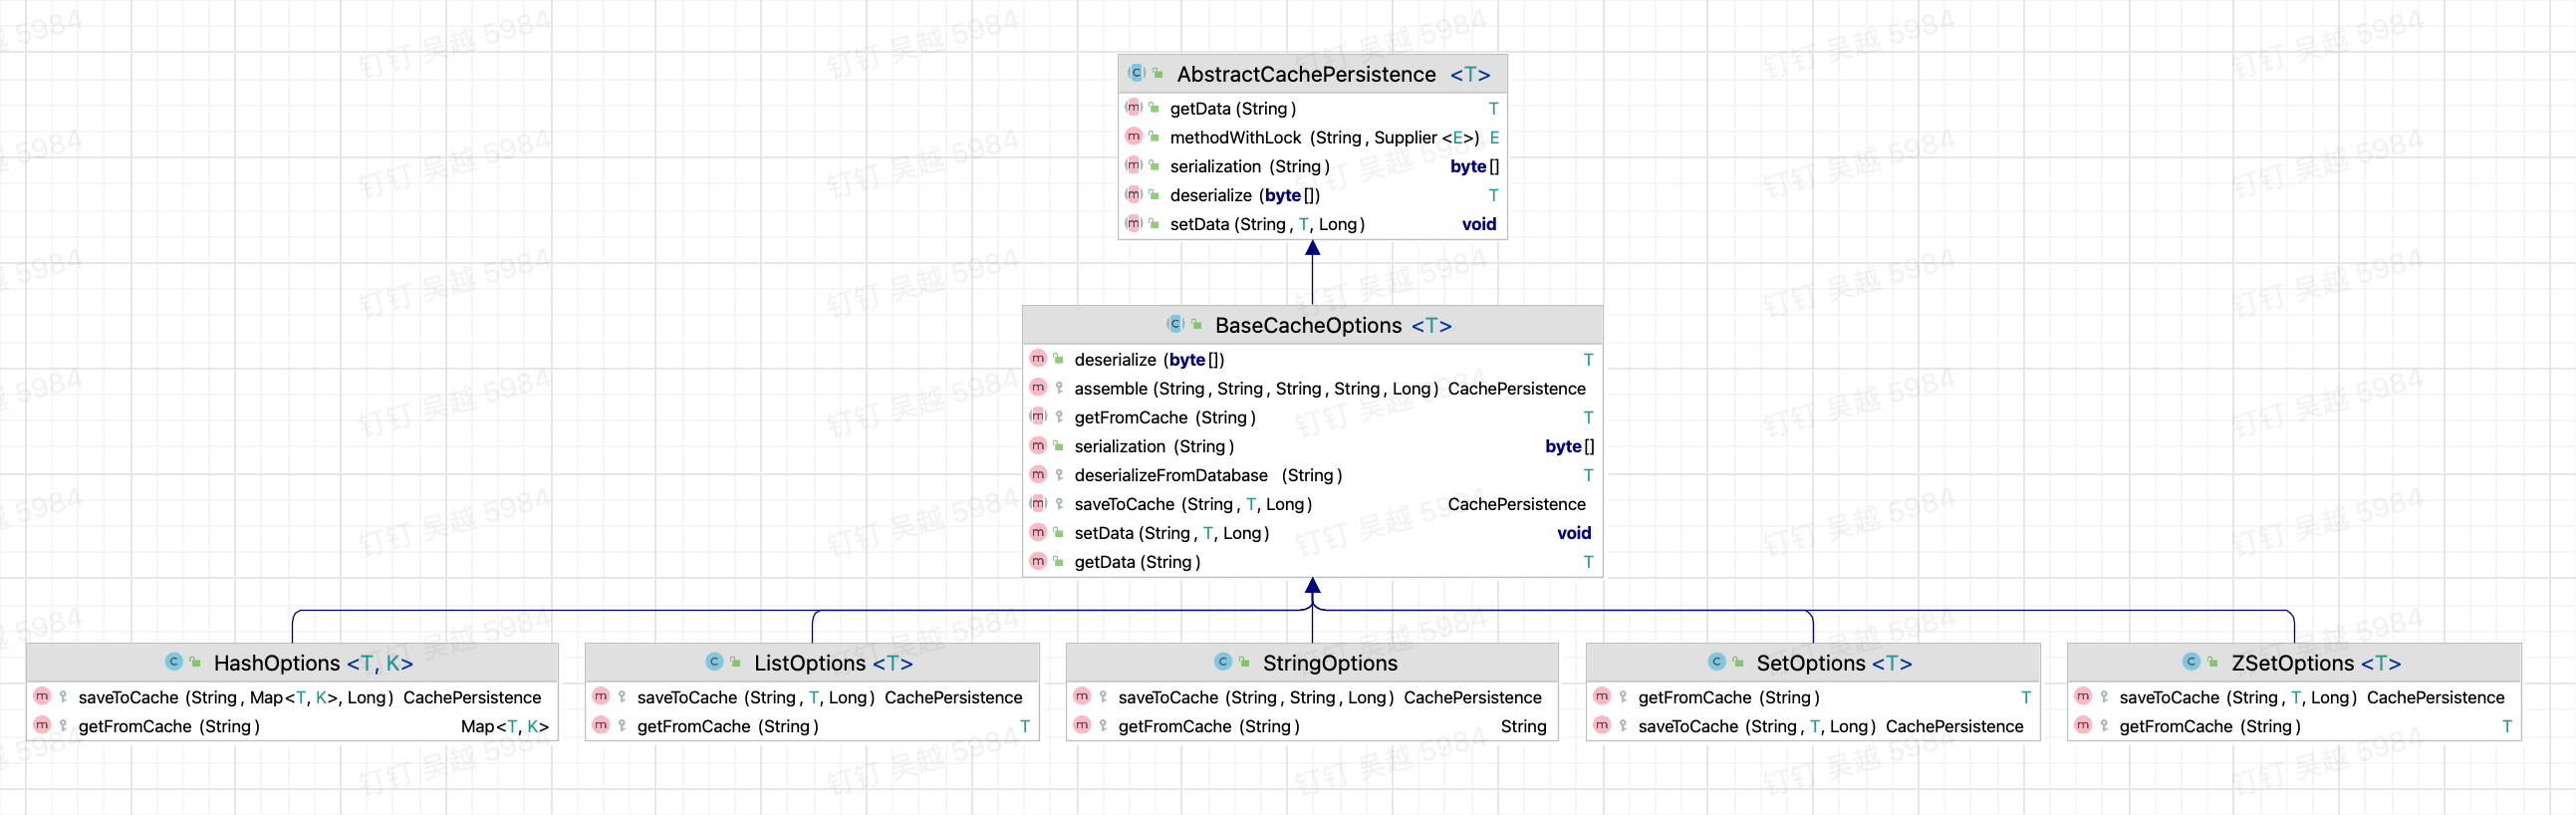 AbstractCachePersistence <T>
getData (String) T
methodWithLock (String, Supplier <E>) E
serialization (String) byte[]
deserialize (byte[]) T
setData (String, T, Long) void
BaseCacheOptions <T>
deserialize (byte[]) T
assemble (String, String, String, String, Long) CachePersistence
getFromCache (String) T
serialization (String) byte[]
deserializeFromDatabase (String) T
saveToCache (String, T, Long) CachePersistence
setData (String, T, Long) void
getData (String) T
HashOptions <T, K>
saveToCache (String, Map<T, K>, Long) CachePersistence
getFromCache (String) Map<T, K>
ListOptions <T>
saveToCache (String, T, Long) CachePersistence
getFromCache (String) T
StringOptions
saveToCache (String, String, Long) CachePersistence
getFromCache (String) String
SetOptions <T>
getFromCache (String) T
saveToCache (String, T, Long) CachePersistence
ZSetOptions <T>
saveToCache (String, T, Long) CachePersistence
getFromCache (String) T
钉钉 吴越 5984